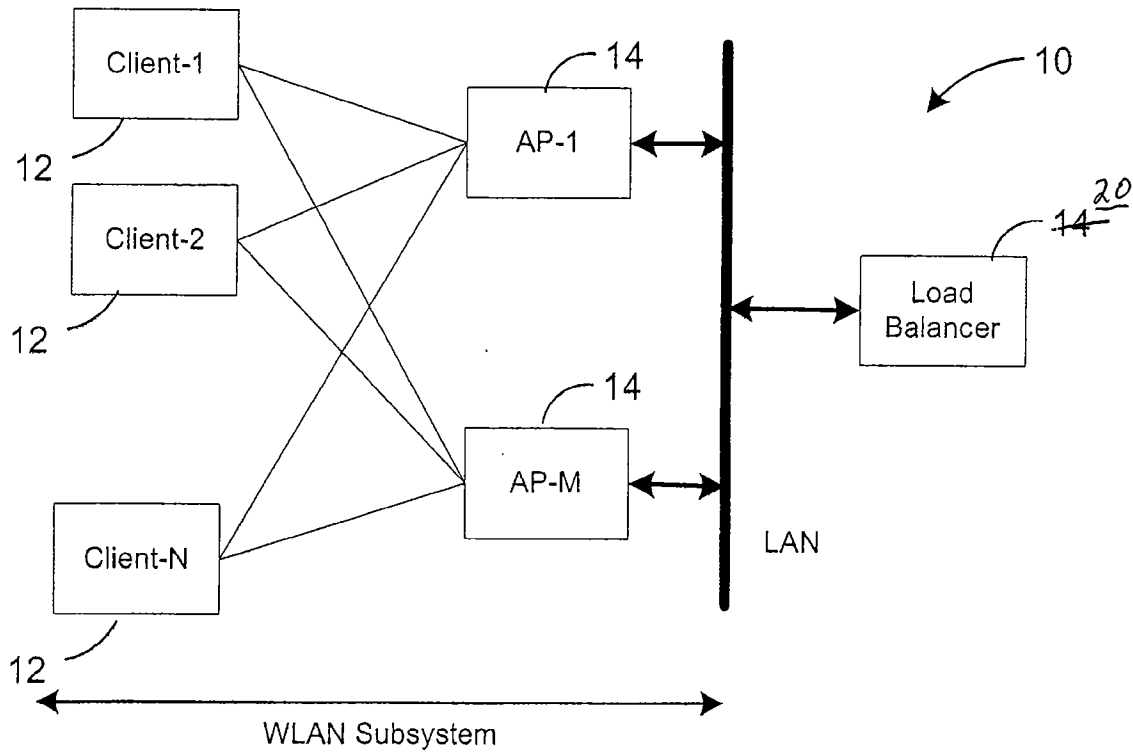 Client-1
12
Client-2
12
Client-N
12
14
AP-1
14
AP-M
LAN
10
14 20
Load
Balancer
WLAN Subsystem